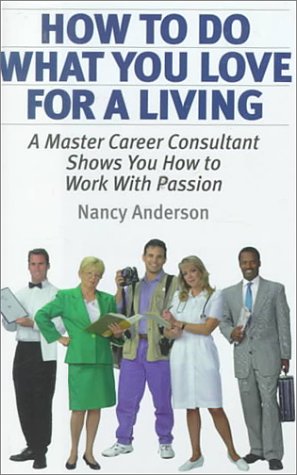 HOW TO DO
WHAT YOU LOVE
FOR A LIVING
A Master Career Consultant
Shows You How to
Work With Passion
Nancy Anderson